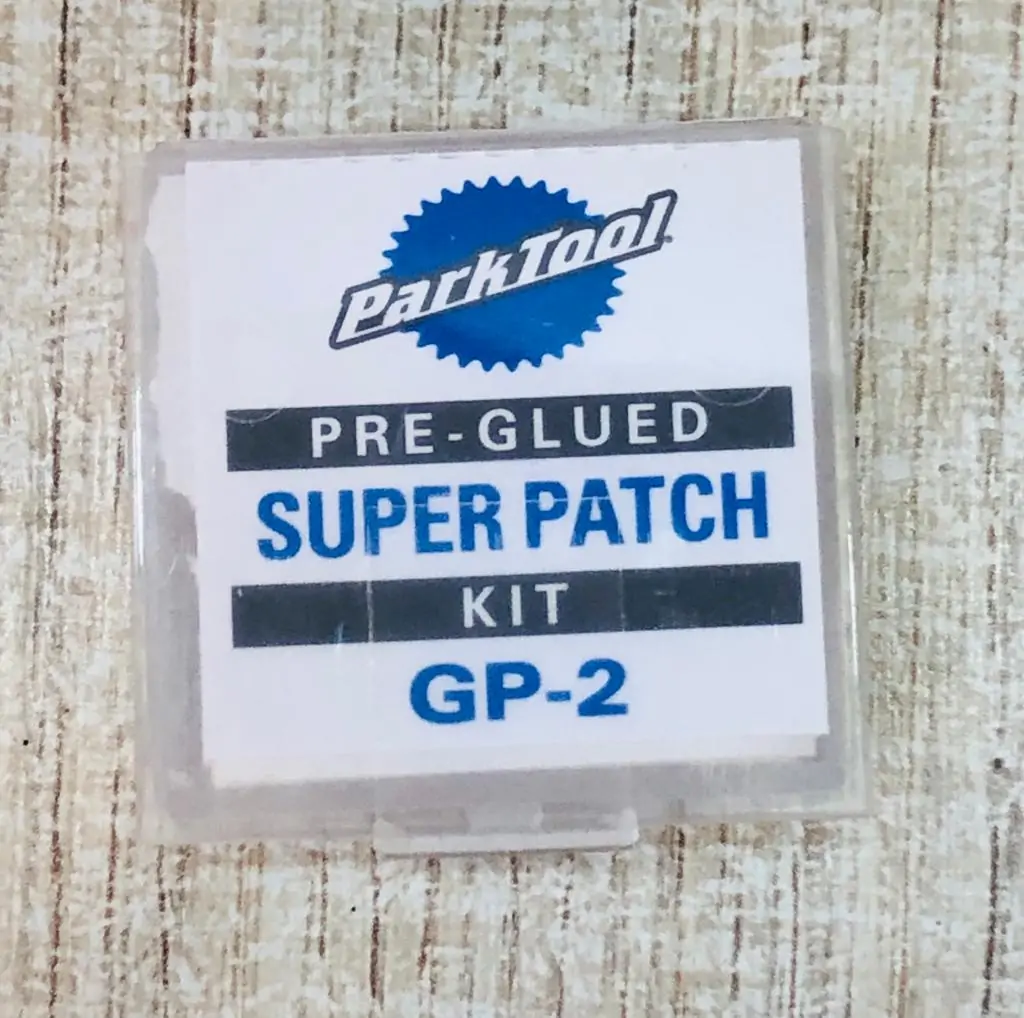 ParkTool
PRE-GLUED
SUPER PATCH
KIT
GP-2